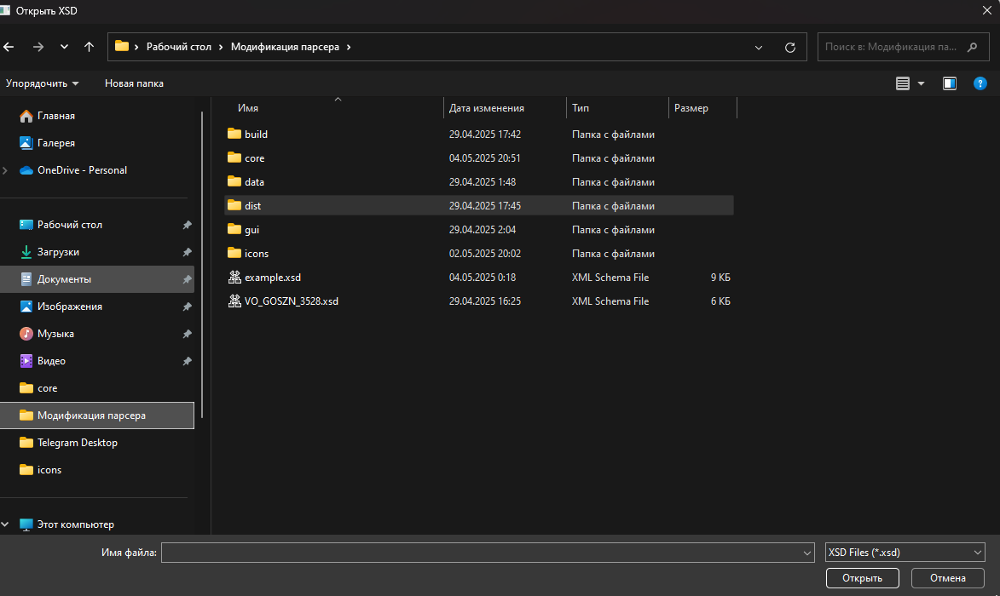 Открыть XSD
Рабочий стол › Модификация парсера ›
Поиск в: Модификация па...
Упорядочить
Новая папка
Имя Дата изменения Тип Размер
build 29.04.2025 17:42 Папка с файлами
core 04.05.2025 20:51 Папка с файлами
data 29.04.2025 1:48 Папка с файлами
dist 29.04.2025 17:45 Папка с файлами
gui 29.04.2025 2:04 Папка с файлами
icons 02.05.2025 20:02 Папка с файлами
example.xsd 04.05.2025 0:18 XML Schema File 9 КБ
VO_GOSZN_3528.xsd 29.04.2025 16:25 XML Schema File 6 КБ
Главная
Галерея
OneDrive - Personal
Рабочий стол
Загрузки
Документы
Изображения
Музыка
Видео
core
Модификация парсера
Telegram Desktop
icons
Этот компьютер
Имя файла:
XSD Files (*.xsd)
Открыть
Отмена